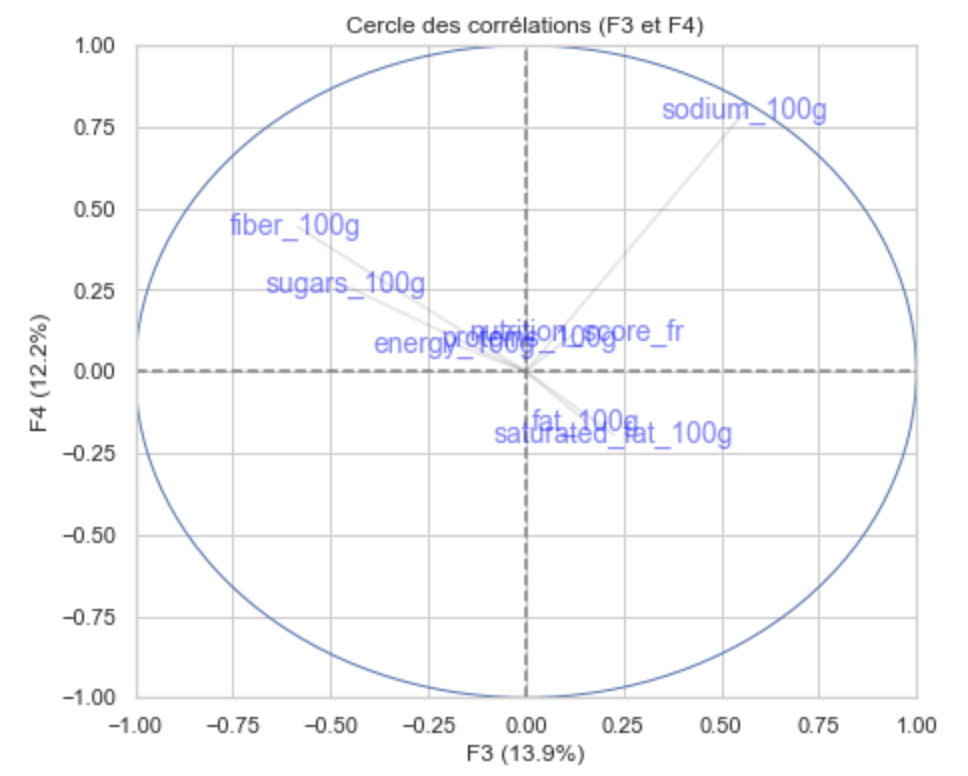 Cercle des corrélations (F3 et F4)
1.00
sodium_100g
0.75
0.50
fiber_100g
sugars_100g
0.25
nutrition_score_fr
proteins_100g
energy_100g
0.00
fat_100g
saturated_fat_100g
−0.25
−0.50
−0.75
−1.00
F4 (12.2%)
−1.00 −0.75 −0.50 −0.25 0.00 0.25 0.50 0.75 1.00
F3 (13.9%)